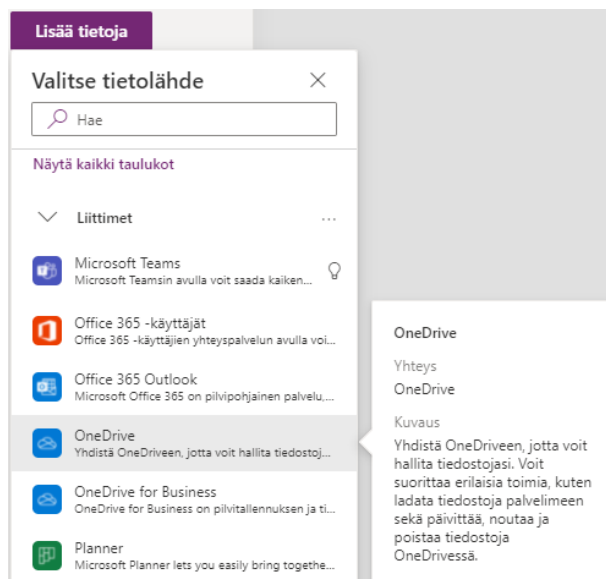 Lisää tietoja
Valitse tietolähde
Hae
Näytä kaikki taulukot
Liittimet
Microsoft Teams
Microsoft Teamsin avulla voit saada kaiken...
Office 365 -käyttäjät
Office 365 -käyttäjien yhteyspalvelun avulla voi...
Office 365 Outlook
Microsoft Office 365 on pilvipohjainen palvelu,...
OneDrive
Yhdistä OneDriveen, jotta voit hallita tiedostoj...
OneDrive for Business
OneDrive for Business on pilvitallennuksen ja ti...
Planner
Microsoft Planner lets you easily bring togethe...
OneDrive
Yhteys
OneDrive
Kuvaus
Yhdistä OneDriveen, jotta voit
hallita tiedostojasi. Voit
suorittaa erilaisia toimia, kuten
ladata tiedostoja palvelimeen
sekä päivittää, noutaa ja
poistaa tiedostoja
OneDrivessä.